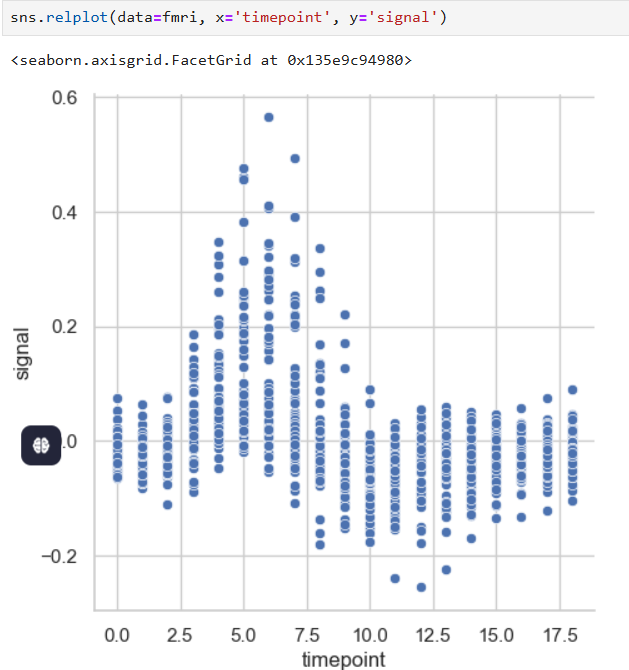 sns.relplot(data=fmri, x='timepoint', y='signal')
<seaborn.axisgrid.FacetGrid at 0x135e9c94980>
0.6
0.4
0.2
.0
−0.2
signal
0.0 2.5 5.0 7.5 10.0 12.5 15.0 17.5
timepoint